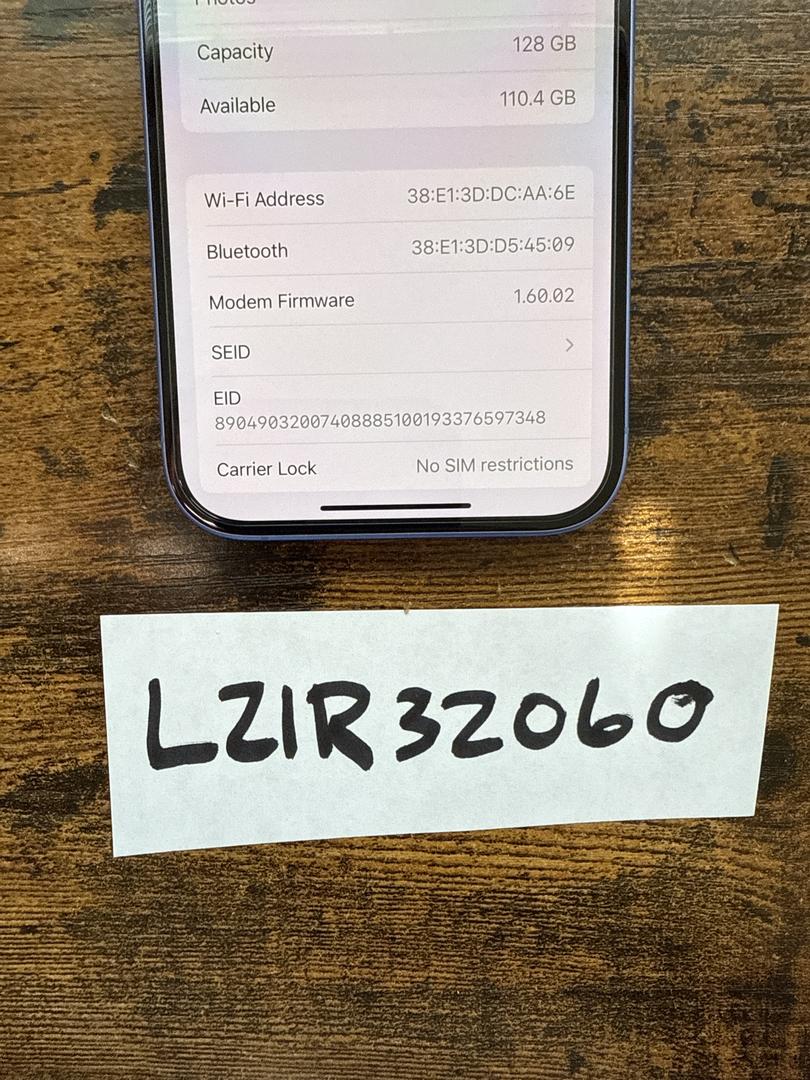 Photos
Capacity 128 GB
Available 110.4 GB
Wi-Fi Address 38:E1:3D:DC:AA:6E
Bluetooth 38:E1:3D:D5:45:09
Modem Firmware 1.60.02
SEID
EID
89049032007408885100193376597348
Carrier Lock No SIM restrictions
LZIR32060